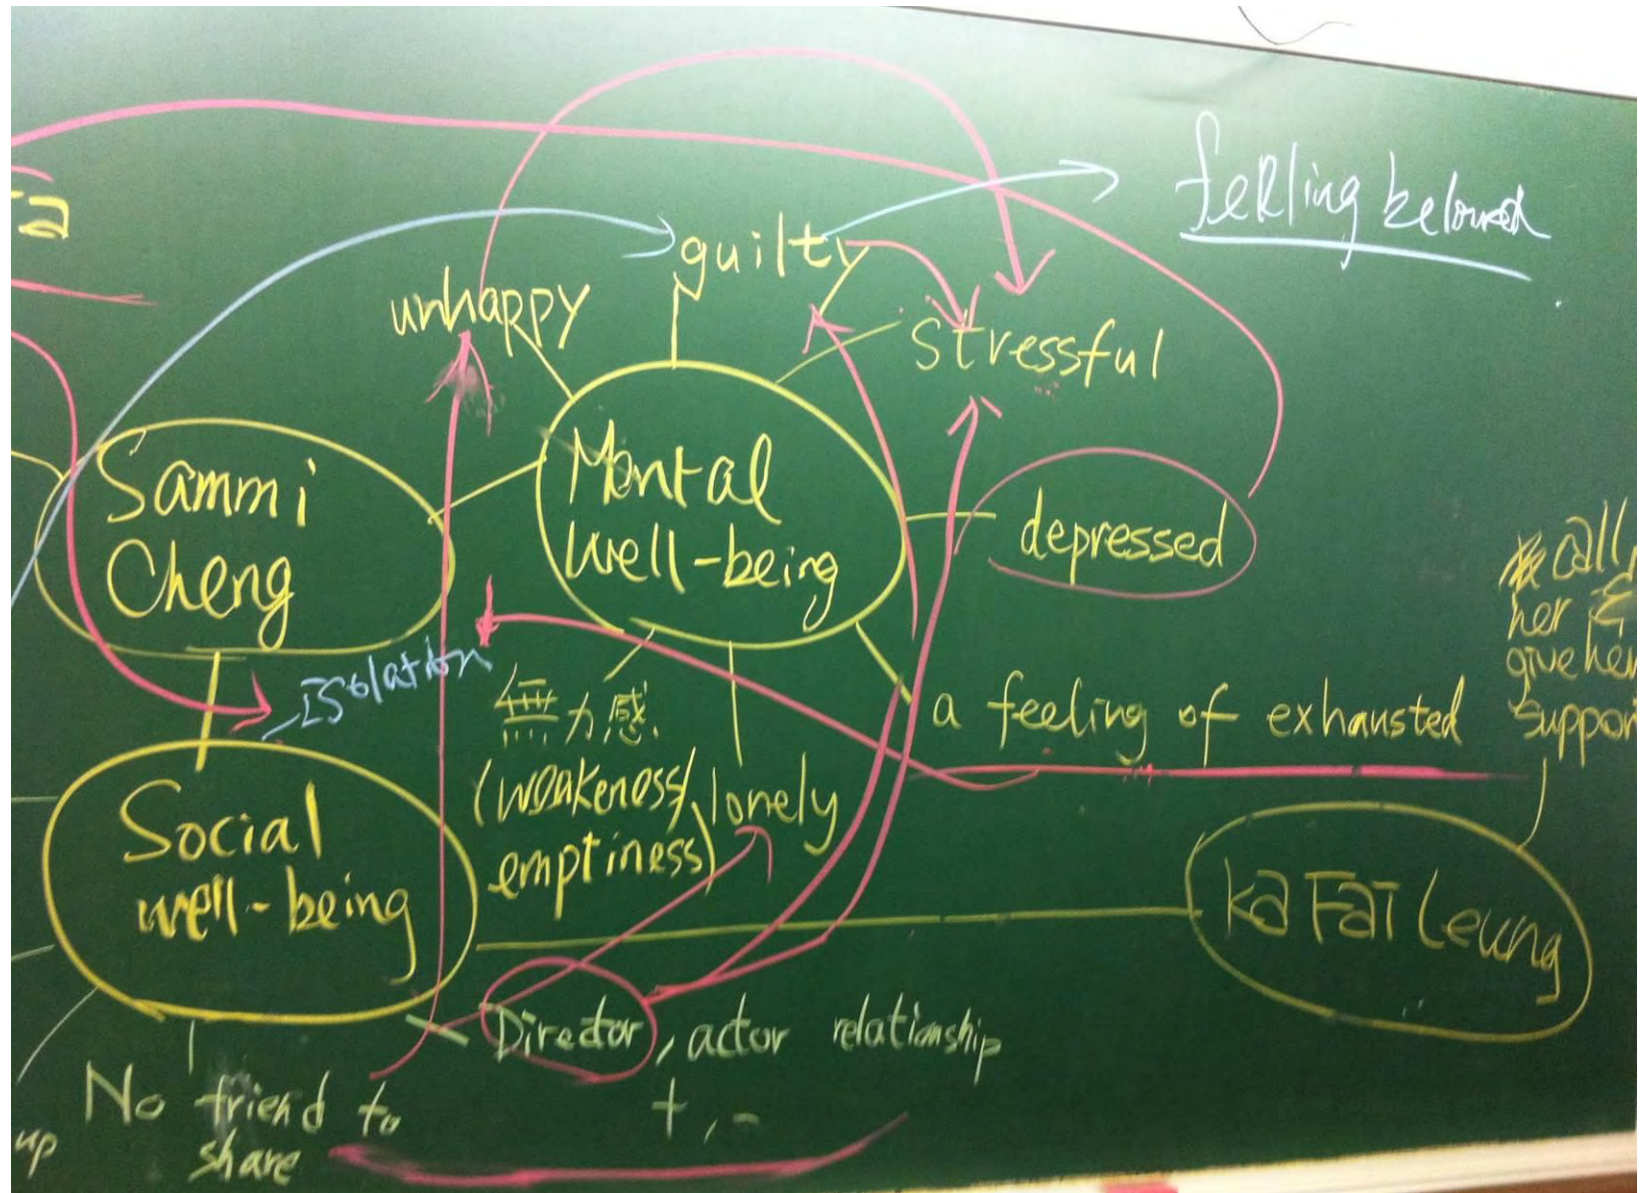 feeling beloved
guilty
unhappy
stressful
Mental
well-being
Sammi
Cheng
depressed
call
her &
give her
support
Isolation
無力感
(weakeness/
emptiness)
lonely
a feeling of exhausted
Social
well-being
Ka Fai Leung
Director, actor relationship
+, -
No friend to
share
up